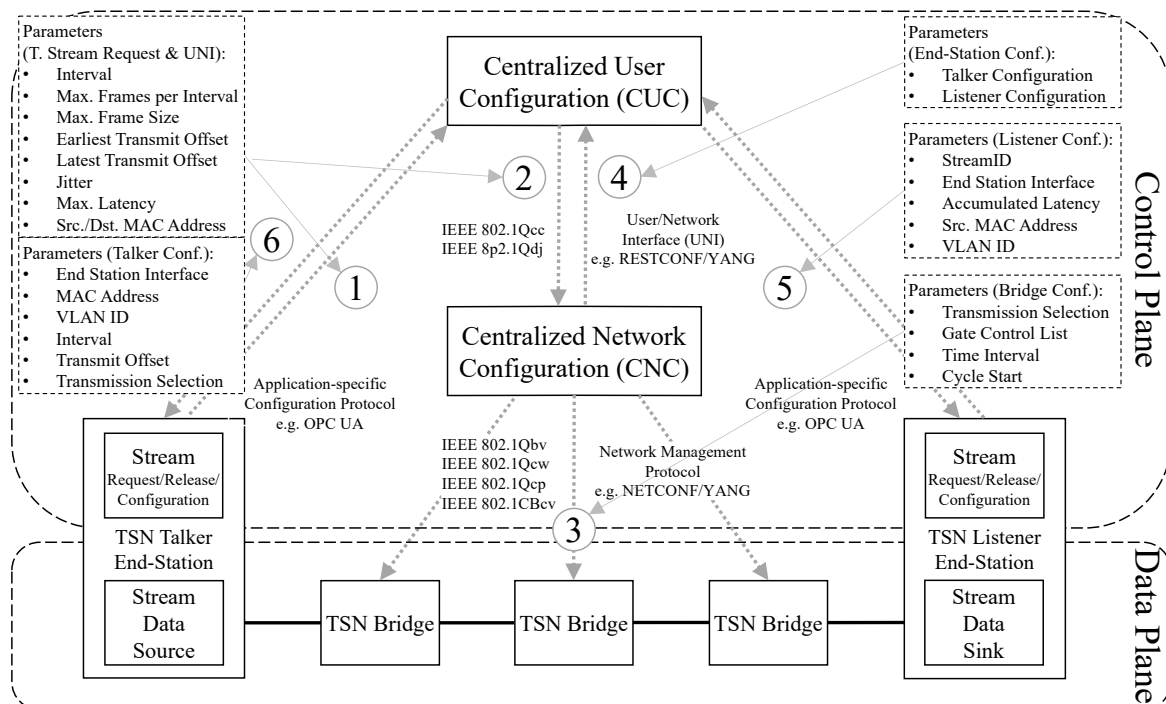 Parameters
(T. Stream Request & UNI):
• Interval
• Max. Frames per Interval
• Max. Frame Size
• Earliest Transmit Offset
• Latest Transmit Offset
• Jitter
• Max. Latency
• Src./Dst. MAC Address
Parameters (Talker Conf.):
• End Station Interface
• MAC Address
• VLAN ID
• Interval
• Transmit Offset
• Transmission Selection
Centralized User
Configuration (CUC)
Parameters
(End-Station Conf.):
• Talker Configuration
• Listener Configuration
Parameters (Listener Conf.):
• StreamID
• End Station Interface
• Accumulated Latency
• Src. MAC Address
• VLAN ID
Parameters (Bridge Conf.):
• Transmission Selection
• Gate Control List
• Time Interval
• Cycle Start
Control Plane
2
4
6
1
5
IEEE 802.1Qcc
IEEE 8p2.1Qdj
User/Network
Interface (UNI)
e.g. RESTCONF/YANG
Centralized Network
Configuration (CNC)
Application-specific
Configuration Protocol
e.g. OPC UA
Application-specific
Configuration Protocol
e.g. OPC UA
IEEE 802.1Qbv
IEEE 802.1Qcw
IEEE 802.1Qcp
IEEE 802.1CBcv
Network Management
Protocol
e.g. NETCONF/YANG
3
Stream
Request/Release/
Configuration
TSN Talker
End-Station
Stream
Data
Source
TSN Bridge
TSN Bridge
TSN Bridge
Stream
Request/Release/
Configuration
TSN Listener
End-Station
Stream
Data
Sink
Data Plane